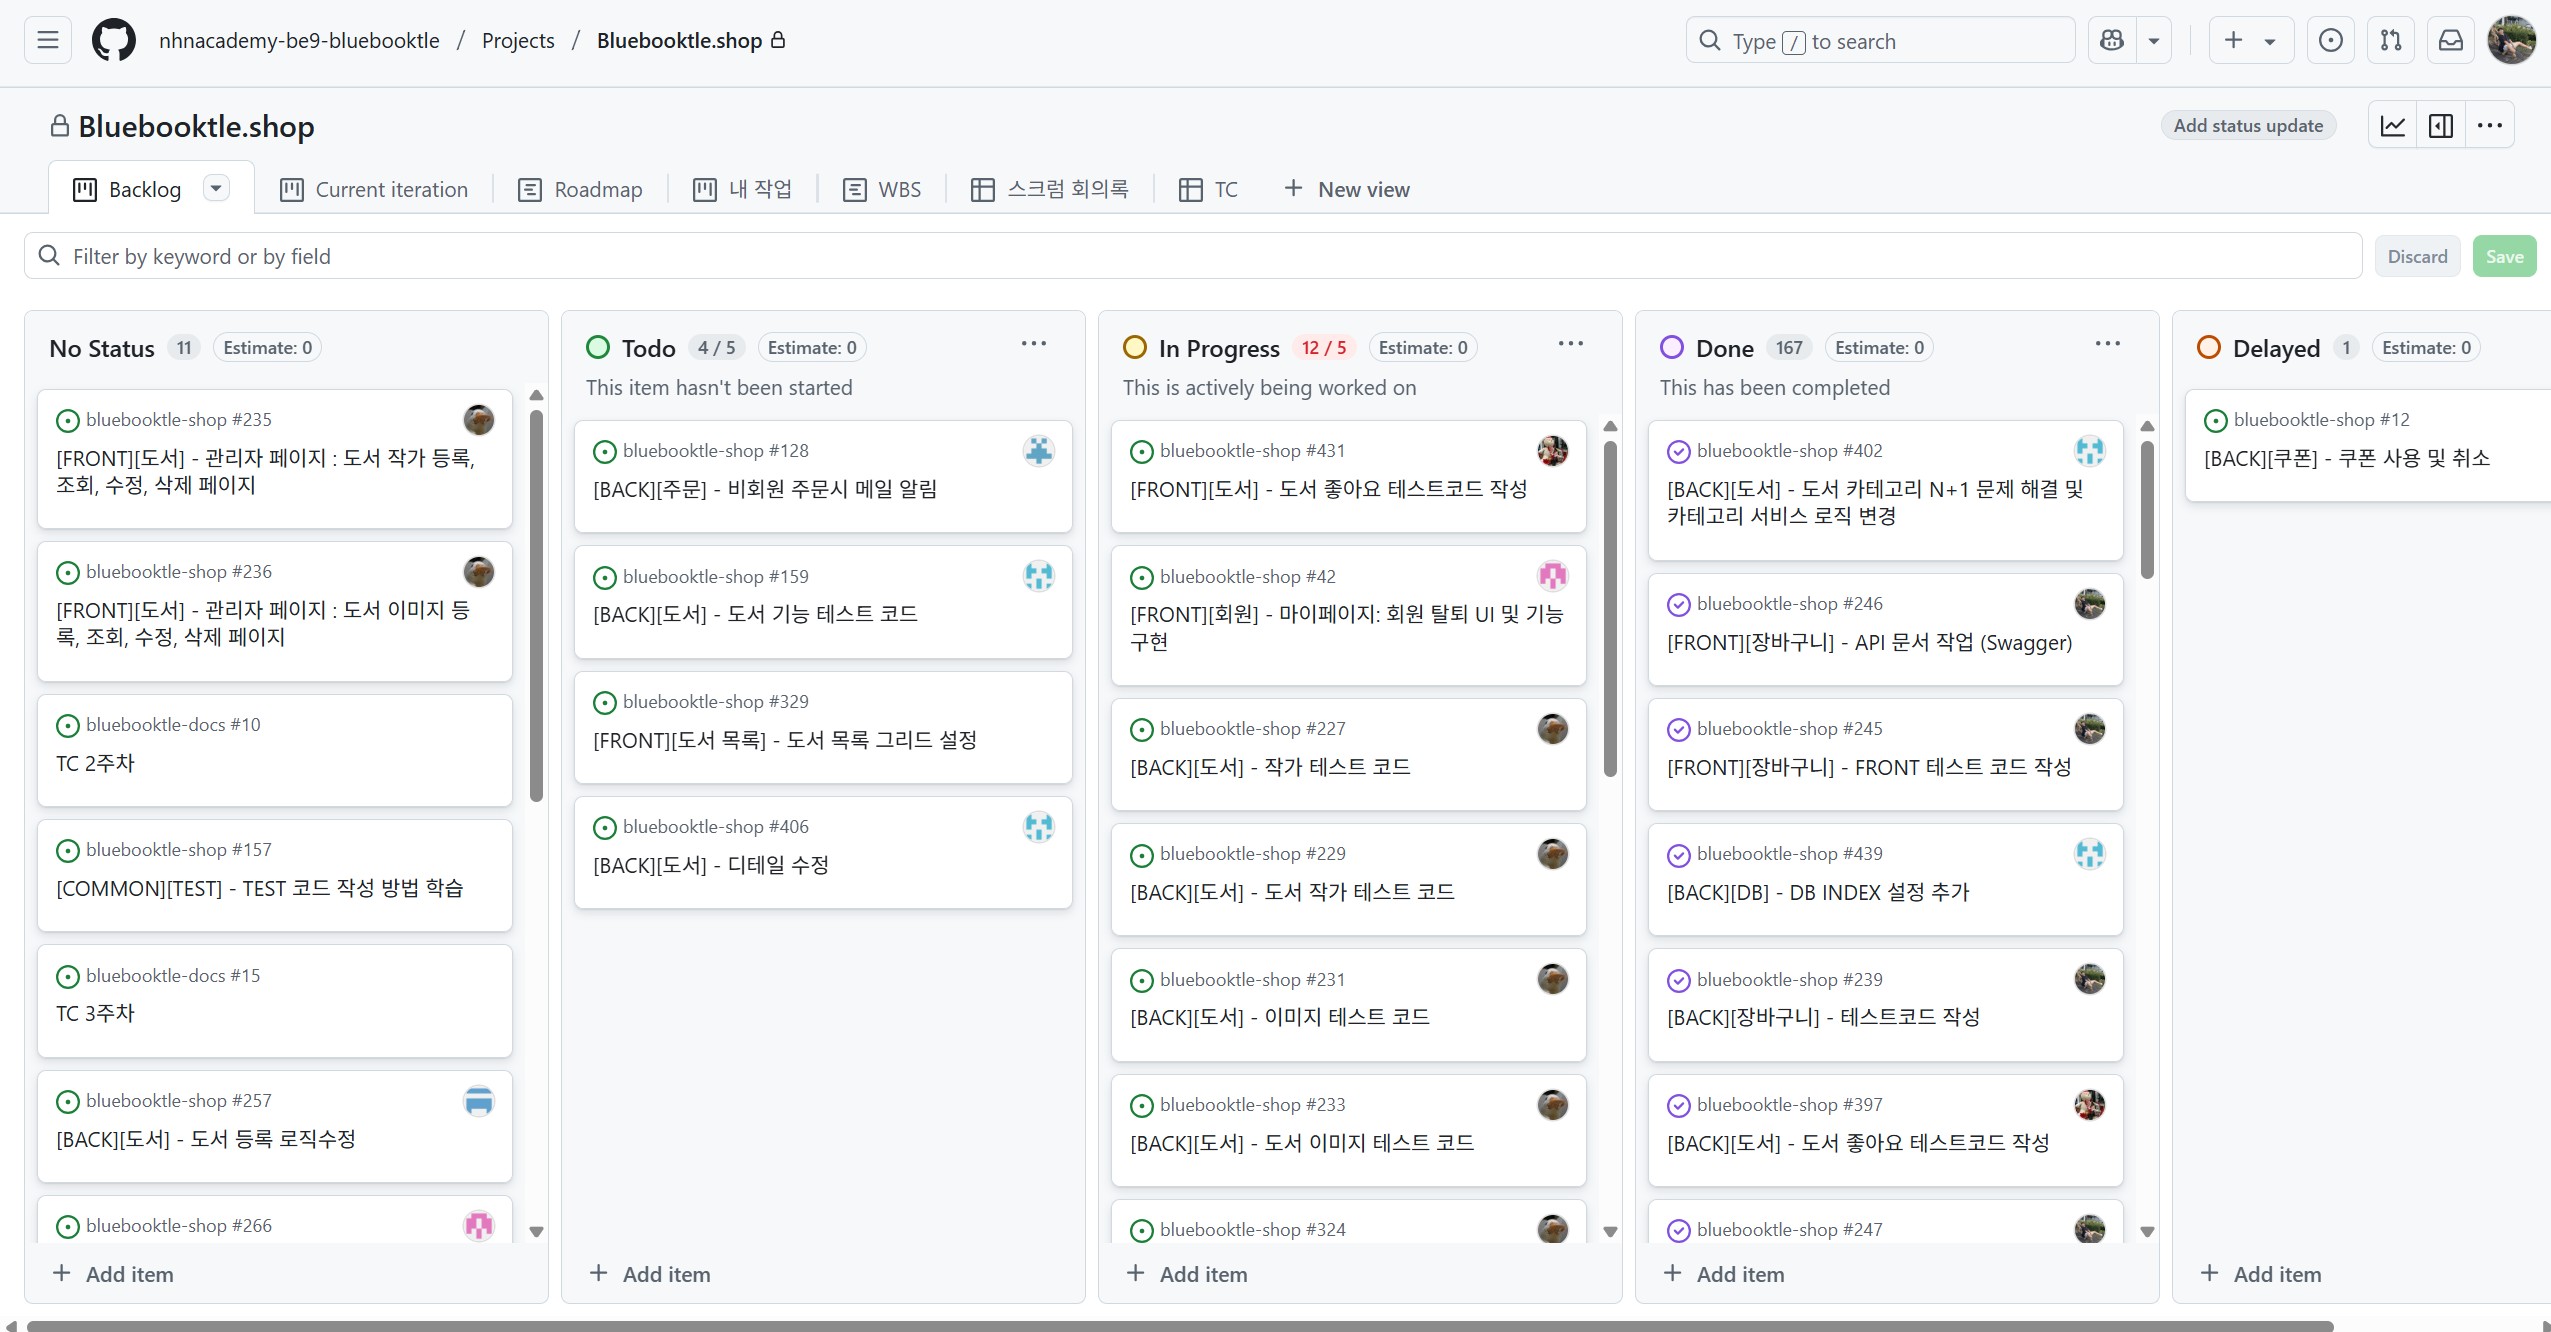 nhnacademy-be9-bluebooktle / Projects / Bluebooktle.shop
Type / to search
Bluebooktle.shop
Add status update
Backlog
Current iteration
Roadmap
내 작업
WBS
스크럼 회의록
TC
New view
Filter by keyword or by field
Discard
Save
No Status 11 Estimate: 0
bluebooktle-shop #235
[FRONT][도서] - 관리자 페이지 : 도서 작가 등록,
조회, 수정, 삭제 페이지
bluebooktle-shop #236
[FRONT][도서] - 관리자 페이지 : 도서 이미지 등
록, 조회, 수정, 삭제 페이지
bluebooktle-docs #10
TC 2주차
bluebooktle-shop #157
[COMMON][TEST] - TEST 코드 작성 방법 학습
bluebooktle-docs #15
TC 3주차
bluebooktle-shop #257
[BACK][도서] - 도서 등록 로직수정
bluebooktle-shop #266
Add item
Todo 4 / 5 Estimate: 0
This item hasn't been started
bluebooktle-shop #128
[BACK][주문] - 비회원 주문시 메일 알림
bluebooktle-shop #159
[BACK][도서] - 도서 기능 테스트 코드
bluebooktle-shop #329
[FRONT][도서 목록] - 도서 목록 그리드 설정
bluebooktle-shop #406
[BACK][도서] - 디테일 수정
Add item
In Progress 12 / 5 Estimate: 0
This is actively being worked on
bluebooktle-shop #431
[FRONT][도서] - 도서 좋아요 테스트코드 작성
bluebooktle-shop #42
[FRONT][회원] - 마이페이지: 회원 탈퇴 UI 및 기능
구현
bluebooktle-shop #227
[BACK][도서] - 작가 테스트 코드
bluebooktle-shop #229
[BACK][도서] - 도서 작가 테스트 코드
bluebooktle-shop #231
[BACK][도서] - 이미지 테스트 코드
bluebooktle-shop #233
[BACK][도서] - 도서 이미지 테스트 코드
bluebooktle-shop #324
Add item
Done 167 Estimate: 0
This has been completed
bluebooktle-shop #402
[BACK][도서] - 도서 카테고리 N+1 문제 해결 및
카테고리 서비스 로직 변경
bluebooktle-shop #246
[FRONT][장바구니] - API 문서 작업 (Swagger)
bluebooktle-shop #245
[FRONT][장바구니] - FRONT 테스트 코드 작성
bluebooktle-shop #439
[BACK][DB] - DB INDEX 설정 추가
bluebooktle-shop #239
[BACK][장바구니] - 테스트코드 작성
bluebooktle-shop #397
[BACK][도서] - 도서 좋아요 테스트코드 작성
bluebooktle-shop #247
Add item
Delayed 1 Estimate: 0
bluebooktle-shop #12
[BACK][쿠폰] - 쿠폰 사용 및 취소
Add item